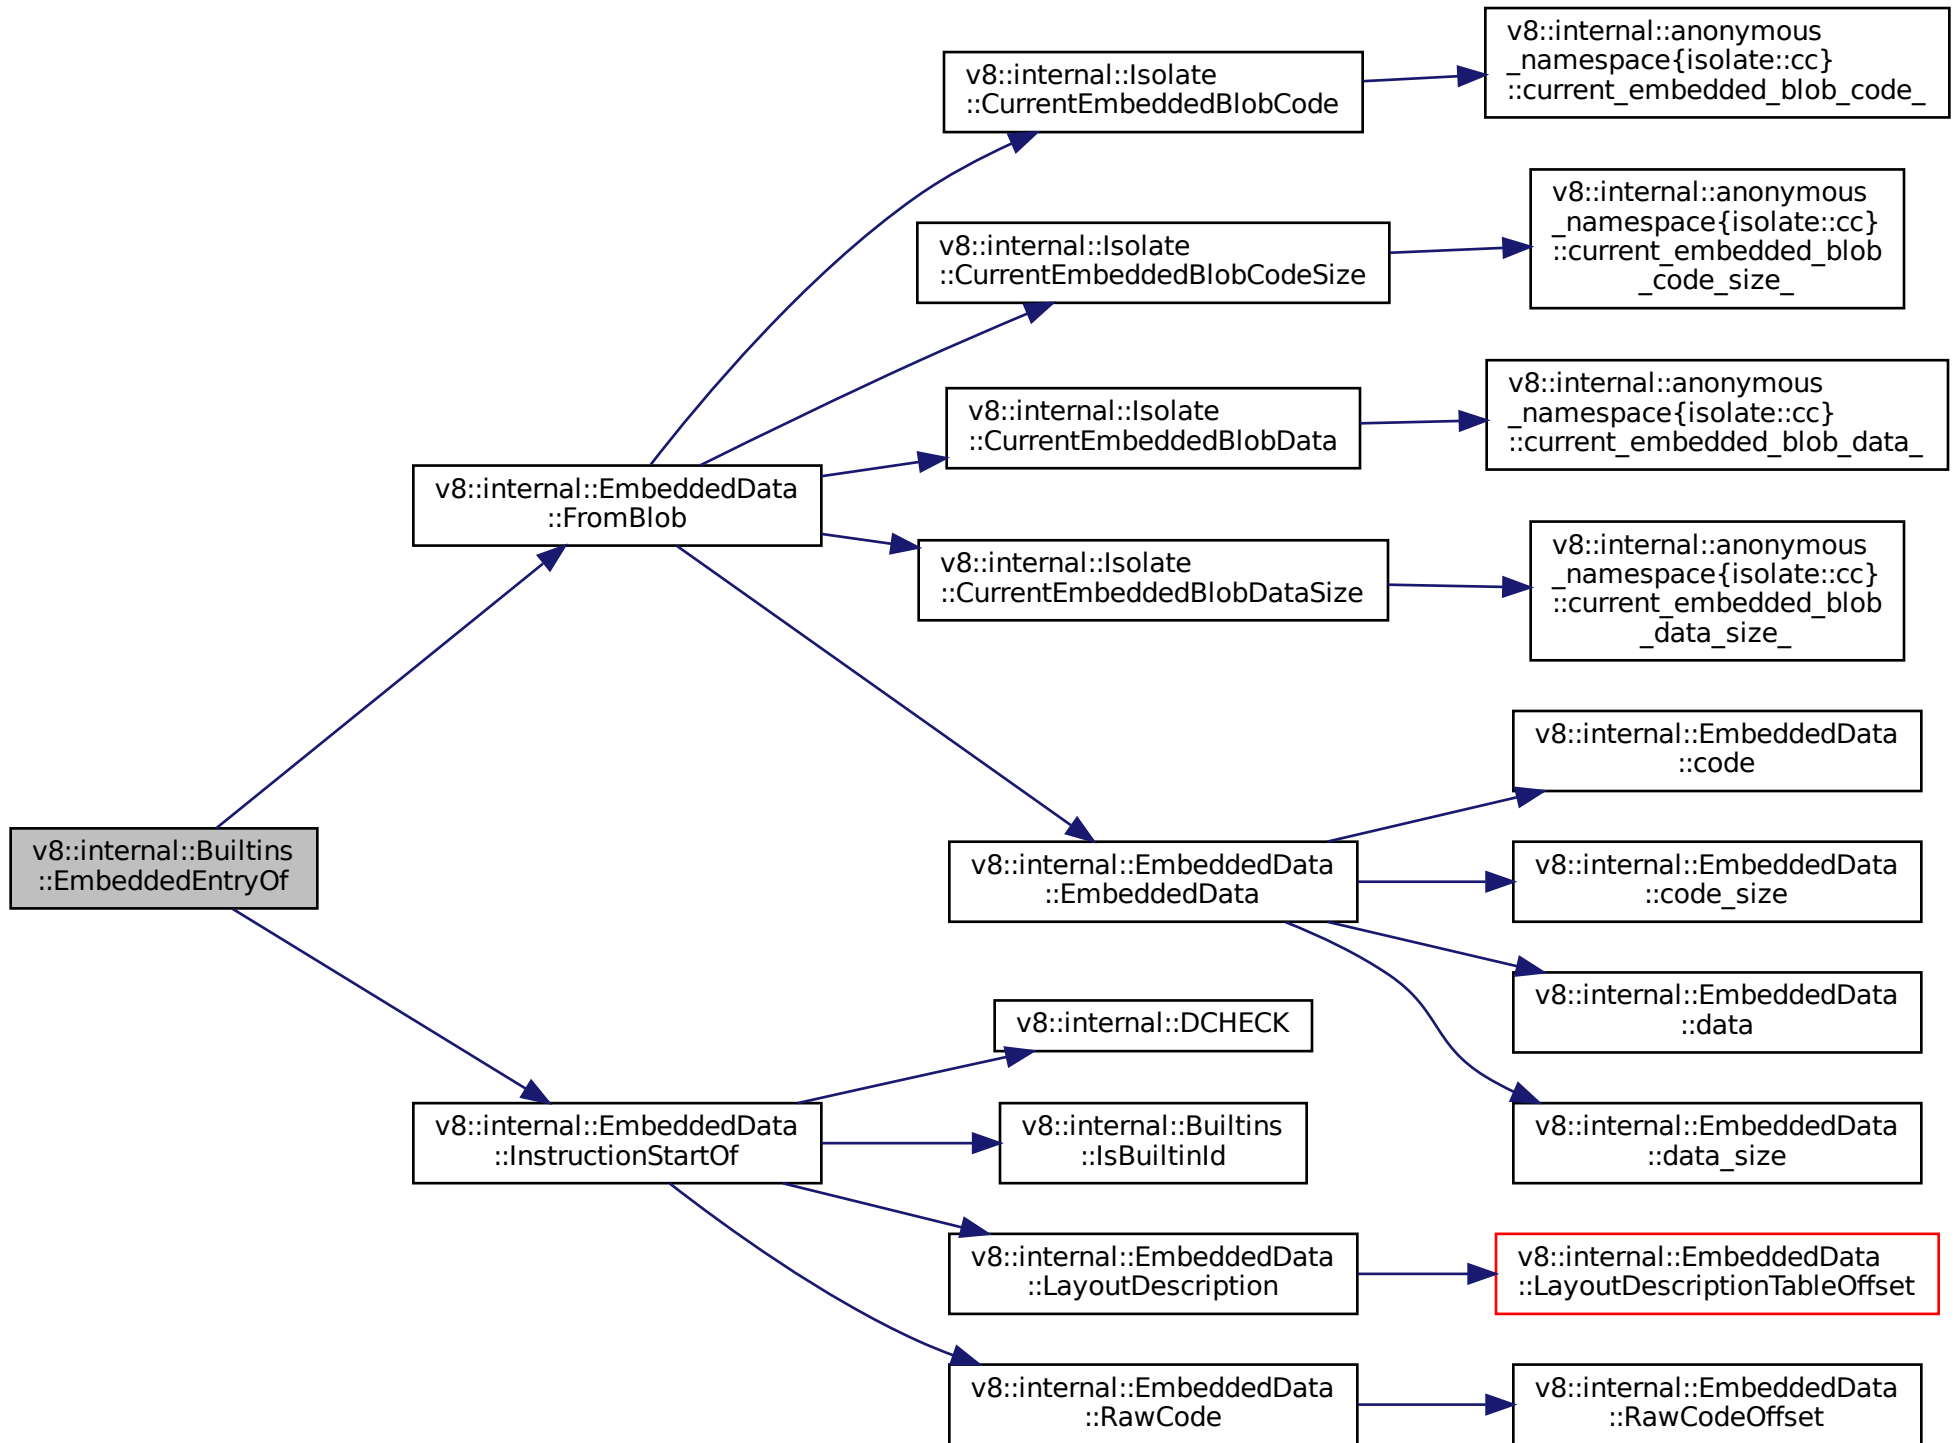 v8::internal::Builtins
::EmbeddedEntryOf
v8::internal::EmbeddedData
::FromBlob
v8::internal::Isolate
::CurrentEmbeddedBlobCode
v8::internal::anonymous
_namespace{isolate::cc}
::current_embedded_blob_code_
v8::internal::Isolate
::CurrentEmbeddedBlobCodeSize
v8::internal::anonymous
_namespace{isolate::cc}
::current_embedded_blob
_code_size_
v8::internal::Isolate
::CurrentEmbeddedBlobData
v8::internal::anonymous
_namespace{isolate::cc}
::current_embedded_blob_data_
v8::internal::Isolate
::CurrentEmbeddedBlobDataSize
v8::internal::anonymous
_namespace{isolate::cc}
::current_embedded_blob
_data_size_
v8::internal::EmbeddedData
::EmbeddedData
v8::internal::EmbeddedData
::code
v8::internal::EmbeddedData
::code_size
v8::internal::EmbeddedData
::data
v8::internal::EmbeddedData
::data_size
v8::internal::EmbeddedData
::InstructionStartOf
v8::internal::DCHECK
v8::internal::Builtins
::IsBuiltinId
v8::internal::EmbeddedData
::LayoutDescription
v8::internal::EmbeddedData
::LayoutDescriptionTableOffset
v8::internal::EmbeddedData
::RawCode
v8::internal::EmbeddedData
::RawCodeOffset